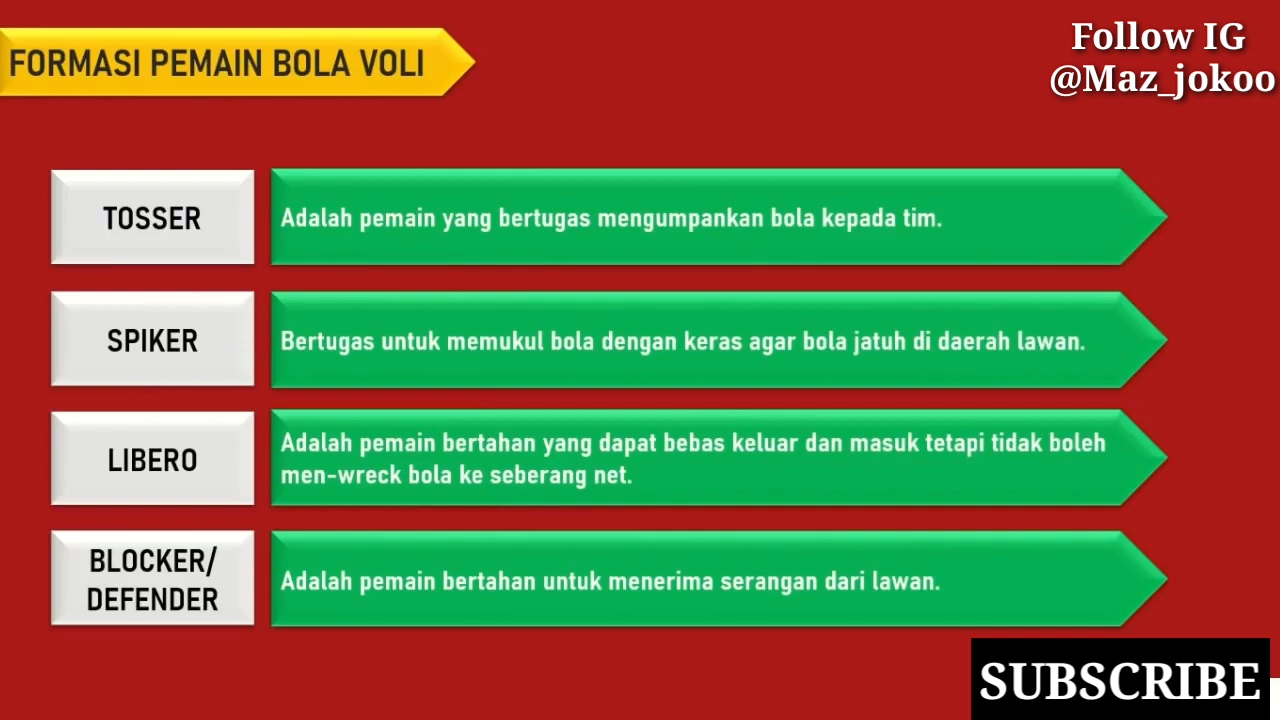 FORMASI PEMAIN BOLA VOLI
Follow IG
@Maz_jokoo
TOSSER
Adalah pemain yang bertugas mengumpankan bola kepada tim.
SPIKER
Bertugas untuk memukul bola dengan keras agar bola jatuh di daerah lawan.
LIBERO
Adalah pemain bertahan yang dapat bebas keluar dan masuk tetapi tidak boleh
men-wreck bola ke seberang net.
BLOCKER/
DEFENDER
Adalah pemain bertahan untuk menerima serangan dari lawan.
SUBSCRIBE